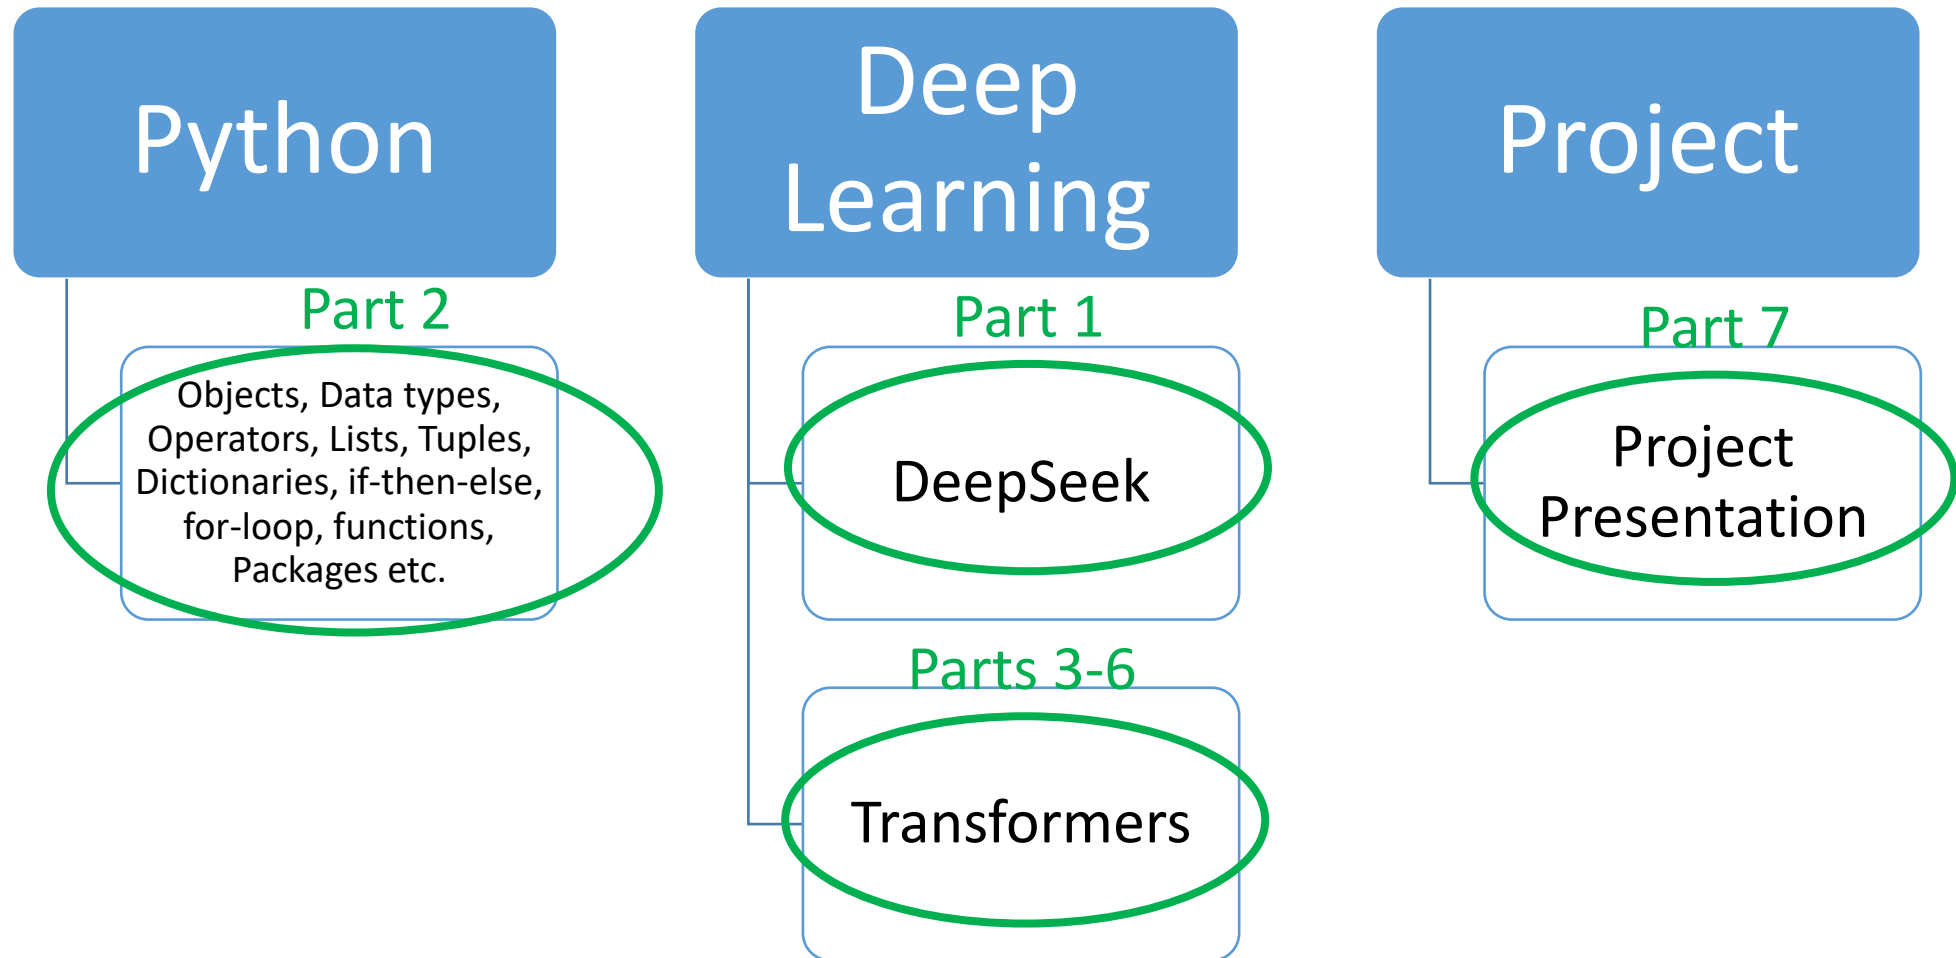 Python
Part 2
Objects, Data types,
Operators, Lists, Tuples,
Dictionaries, if-then-else,
for-loop, functions,
Packages etc.
Deep
Learning
Part 1
DeepSeek
Parts 3-6
Transformers
Project
Part 7
Project
Presentation